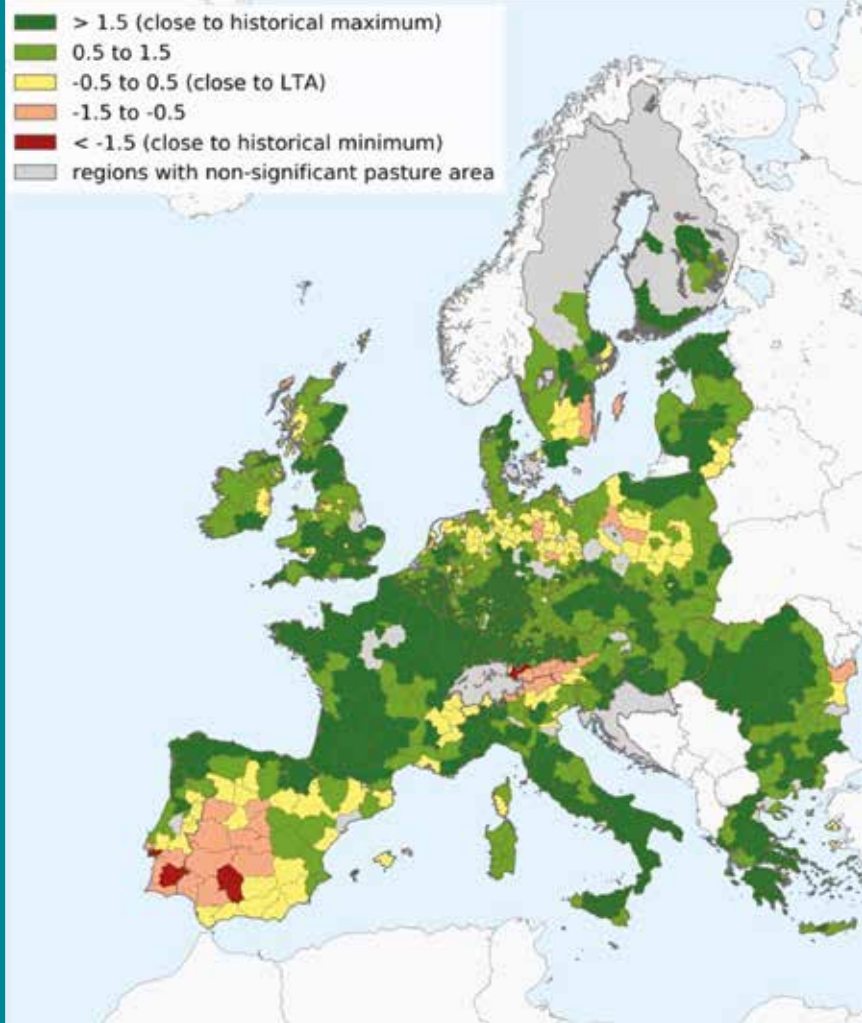 > 1.5 (close to historical maximum)
0.5 to 1.5
-0.5 to 0.5 (close to LTA)
-1.5 to -0.5
< -1.5 (close to historical minimum)
regions with non-significant pasture area